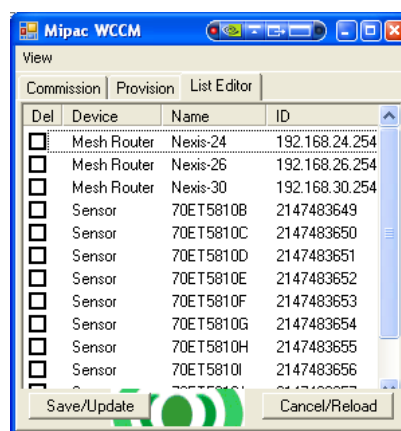 Mipac WCCM
View
Commission Provision List Editor
Del Device Name ID
Mesh Router Nexis-24 192.168.24.254
Mesh Router Nexis-26 192.168.26.254
Mesh Router Nexis-30 192.168.30.254
Sensor 70ET5810B 2147483649
Sensor 70ET5810C 2147483650
Sensor 70ET5810D 2147483651
Sensor 70ET5810E 2147483652
Sensor 70ET5810F 2147483653
Sensor 70ET5810G 2147483654
Sensor 70ET5810H 2147483655
Sensor 70ET5810I 2147483656
Save/Update Cancel/Reload